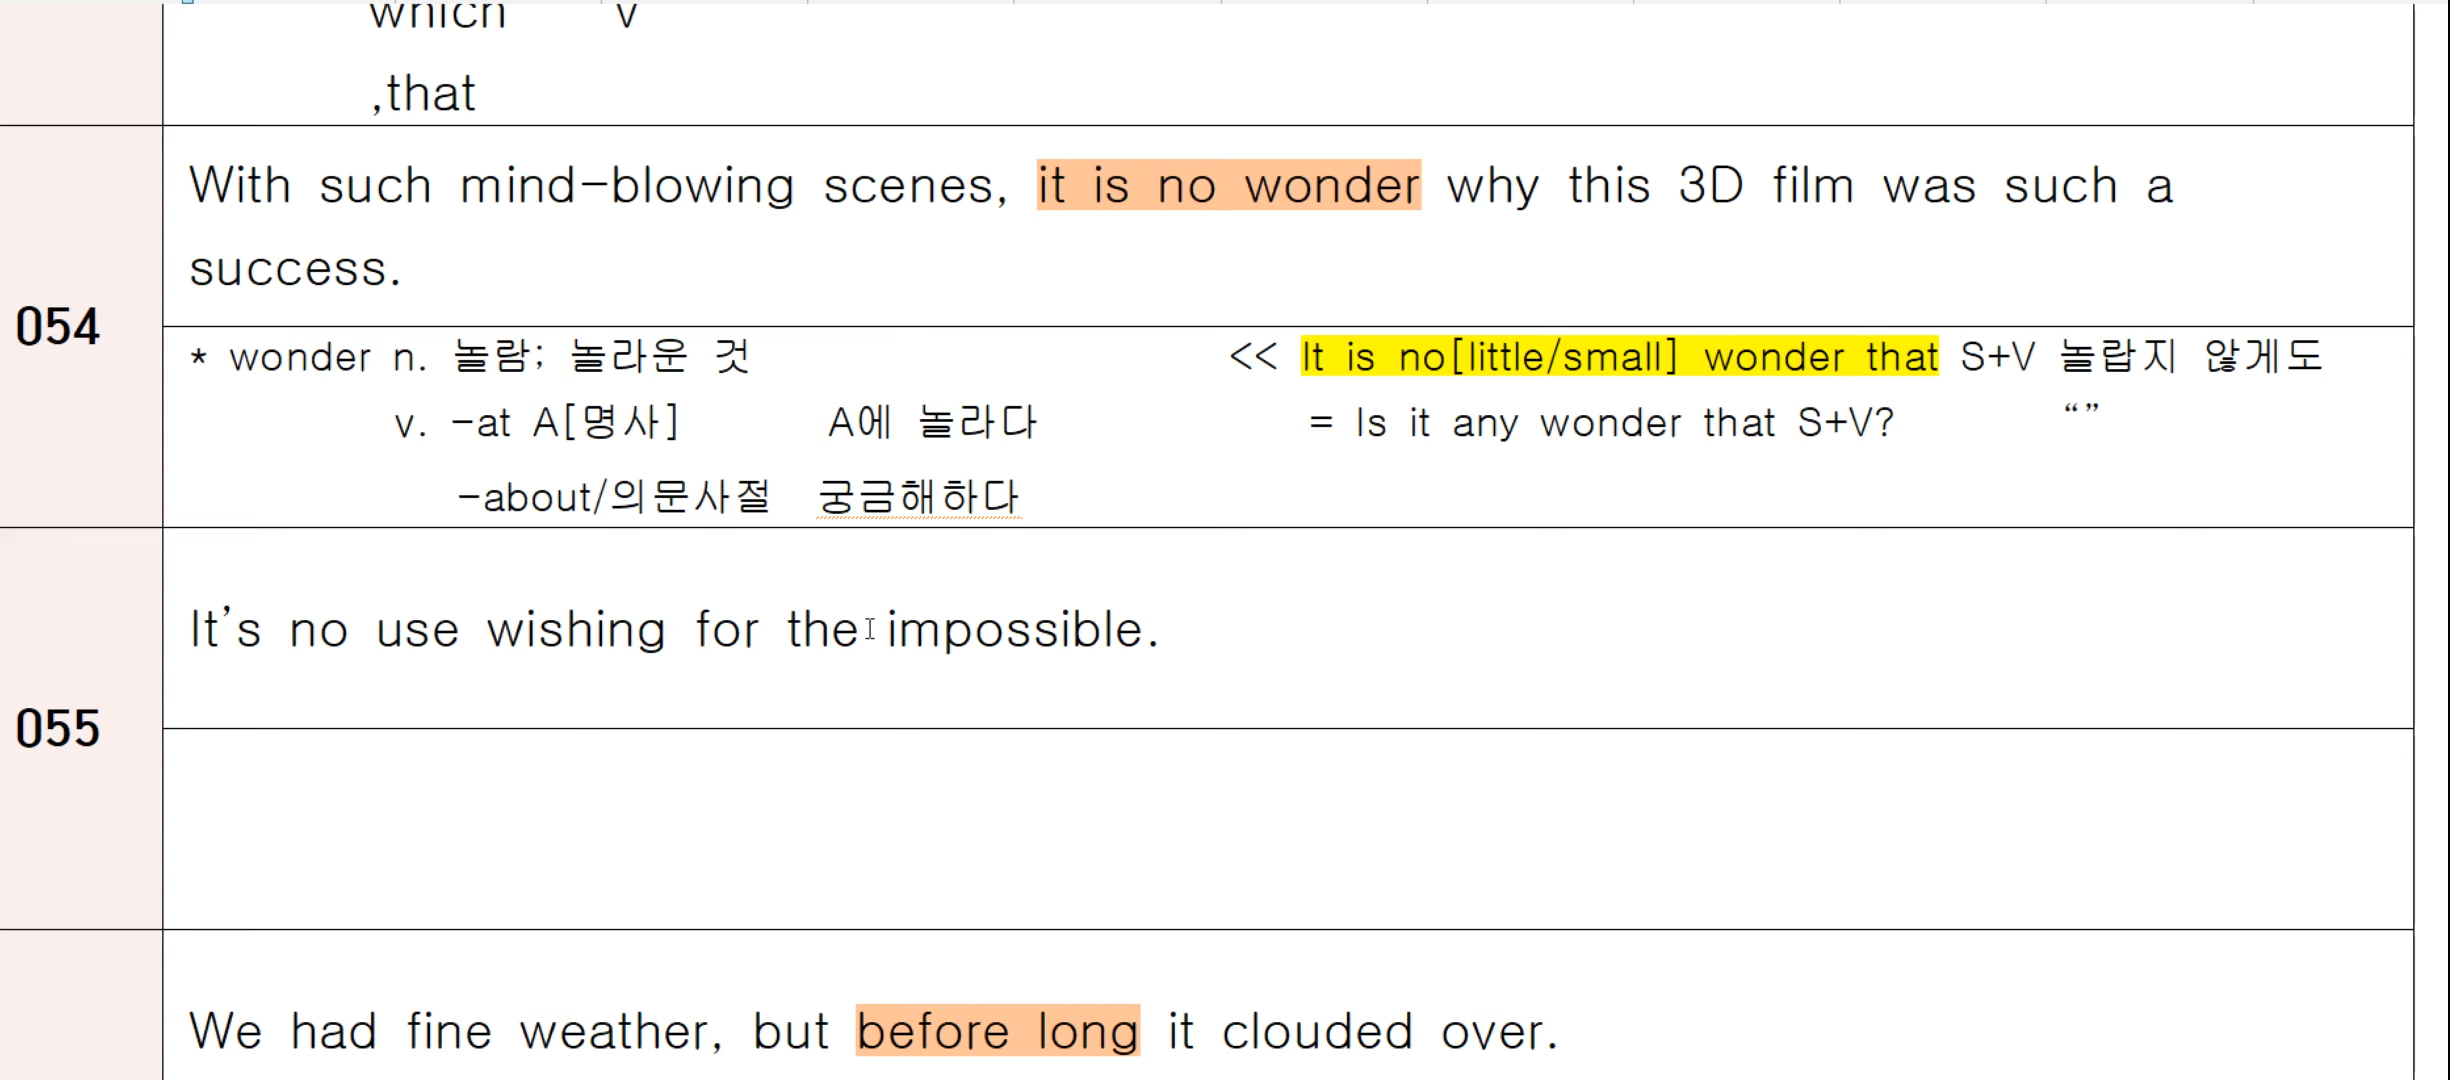 which v
,that
With such mind-blowing scenes, it is no wonder why this 3D film was such a
success.
054
* wonder n. 놀람; 놀라운 것 << It is no[little/small] wonder that S+V 놀랍지 않게도
v. -at A[명사] A에 놀라다 = Is it any wonder that S+V? “”
-about/의문사절 궁금해하다
It's no use wishing for the impossible.
055
We had fine weather, but before long it clouded over.